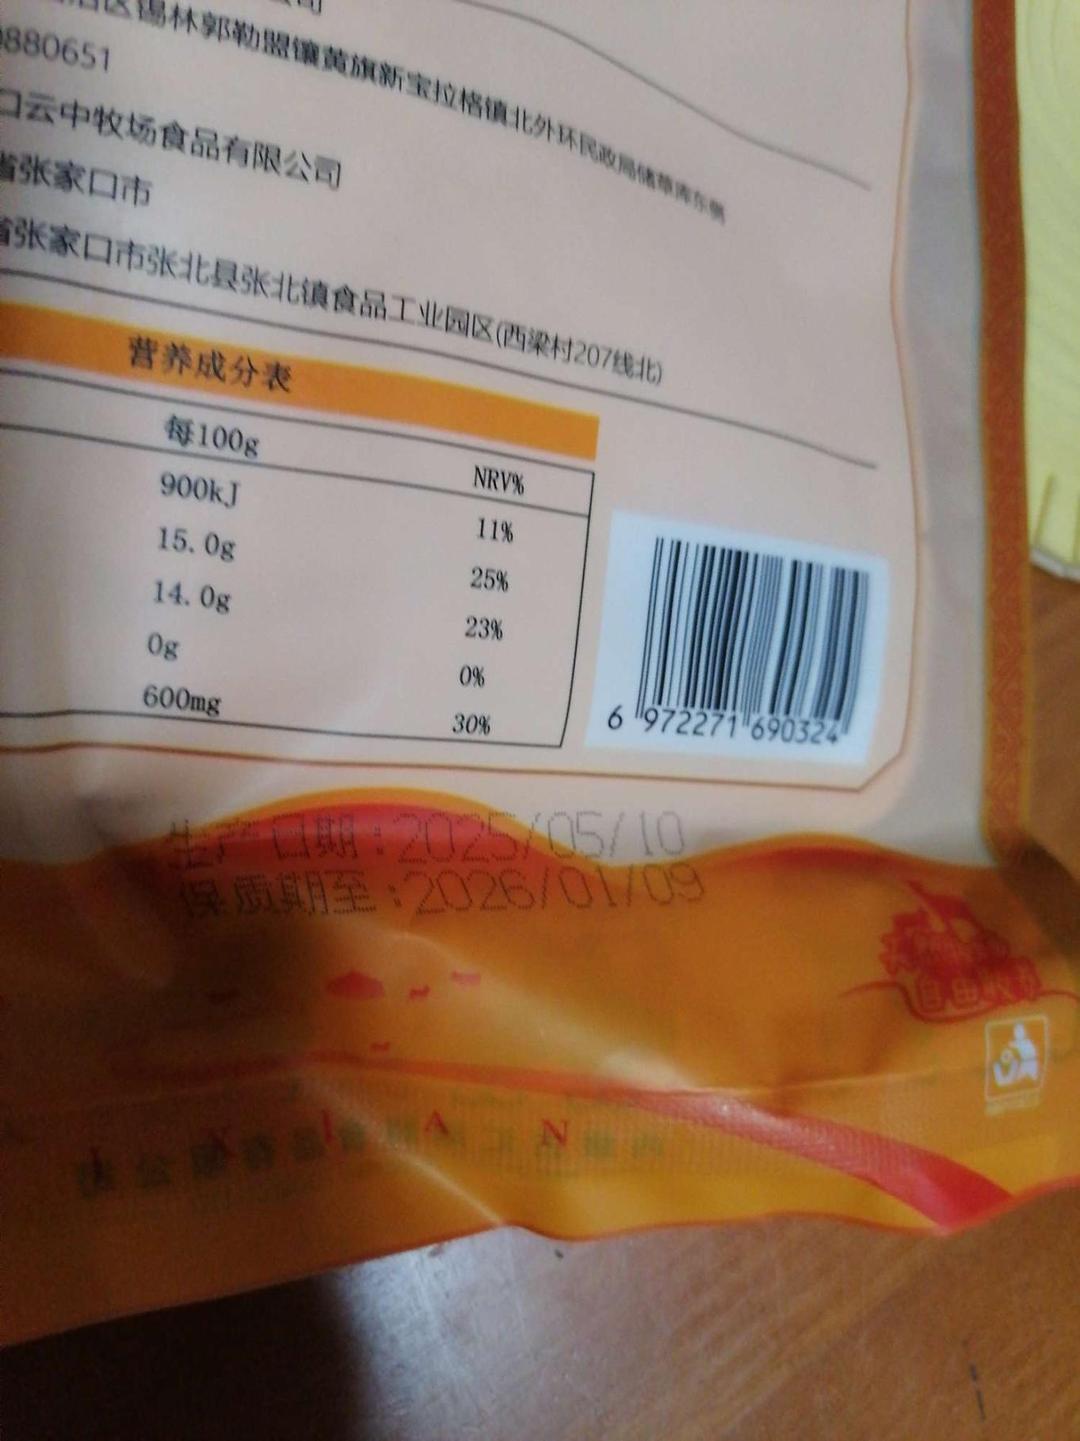 区锡林郭勒盟镶黄旗新宝拉格镇北外环民政局储草库东侧
880651
口云中牧场食品有限公司
省张家口市
省张家口市张北县张北镇食品工业园区(西梁村207线北)
营养成分表
每100g NRV%
900kJ 11%
15.0g 25%
14.0g 23%
0g 0%
600mg 30%
6 972271 690324
生产日期:2025/05/10
保质期至:2026/01/09